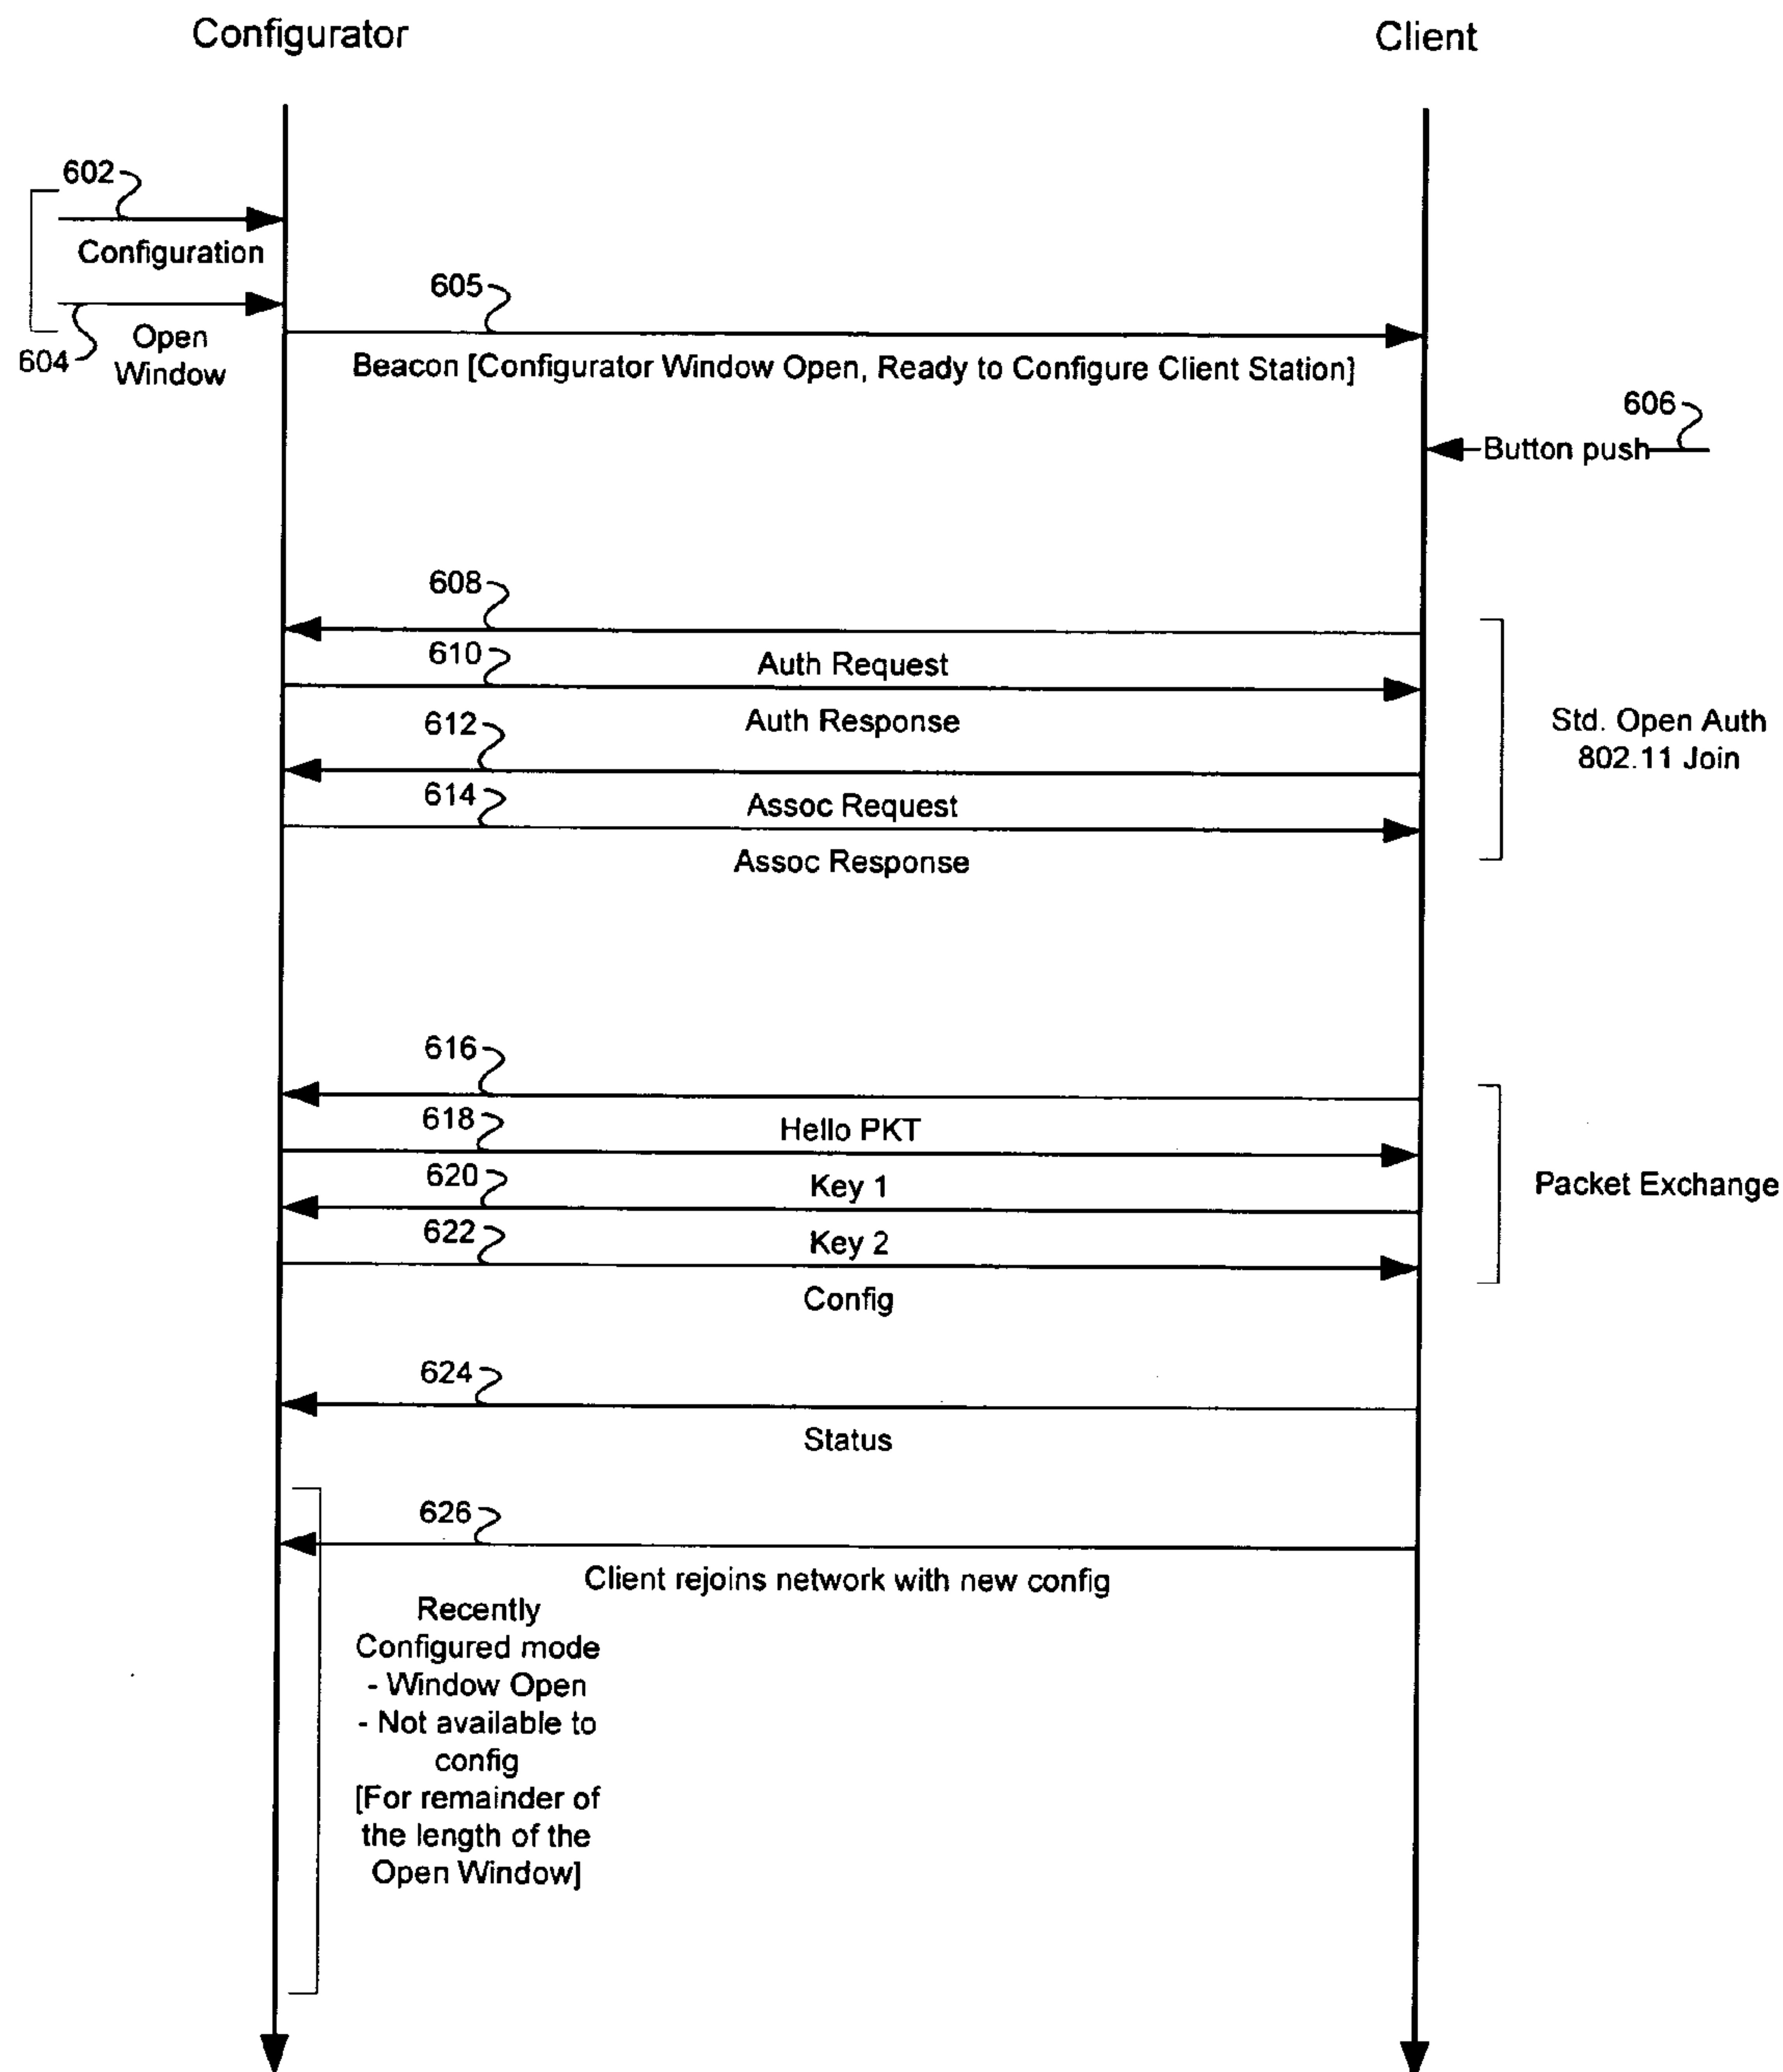 Configurator
Client
602
Configuration
604
Open
Window
605
Beacon [Configurator Window Open, Ready to Configure Client Station]
606
Button push
608
Auth Request
610
Auth Response
612
Assoc Request
614
Assoc Response
Std. Open Auth
802.11 Join
616
Hello PKT
618
Key 1
620
Key 2
622
Config
Packet Exchange
624
Status
626
Client rejoins network with new config
Recently
Configured mode
- Window Open
- Not available to
config
[For remainder of
the length of the
Open Window]